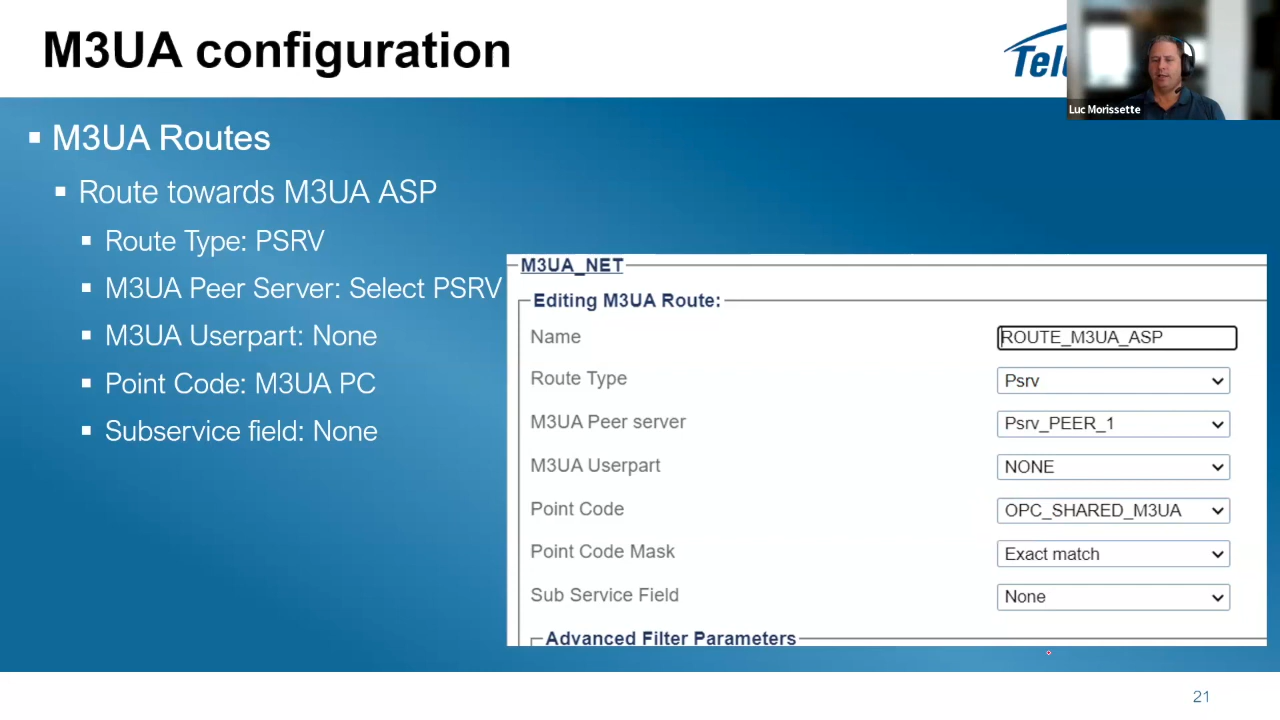 M3UA configuration
Luc Morissette
▪ M3UA Routes
▪ Route towards M3UA ASP
▪ Route Type: PSRV
▪ M3UA Peer Server: Select PSRV
▪ M3UA Userpart: None
▪ Point Code: M3UA PC
▪ Subservice field: None
M3UA_NET
Editing M3UA Route:
Name ROUTE_M3UA_ASP
Route Type Psrv
M3UA Peer server Psrv_PEER_1
M3UA Userpart NONE
Point Code OPC_SHARED_M3UA
Point Code Mask Exact match
Sub Service Field None
Advanced Filter Parameters
21